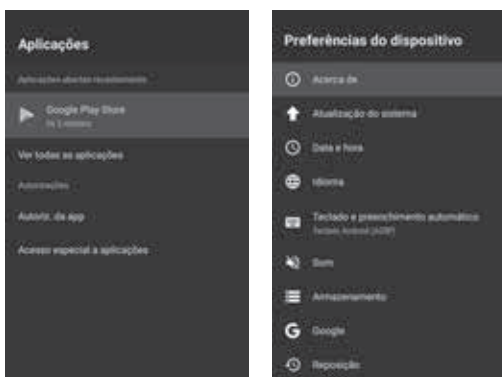 Aplicações
Aplicações abertas recentemente
Google Play Store
Há 3 minutos
Ver todas as aplicações
Autorizações
Autoriz. da app
Acesso especial a aplicações
Preferências do dispositivo
Acerca de
Atualização do sistema
Data e hora
Idioma
Teclado e preenchimento automático
Teclado Android (AOSP)
Som
Armazenamento
Google
Reposição